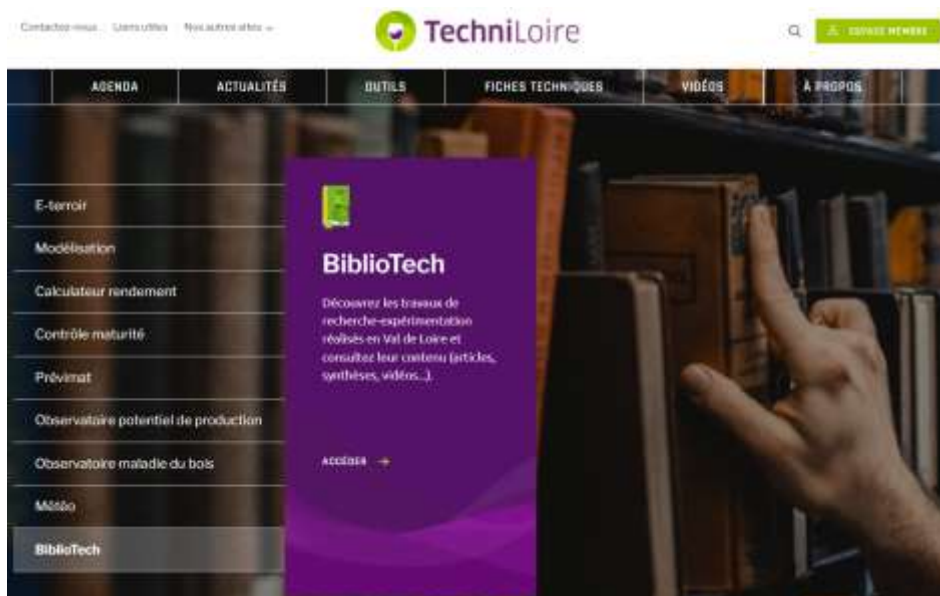 Contactez-nous
Liens utiles
Nos autres sites
TechniLoire
ESPACE MEMBRE
AGENDA
ACTUALITÉS
OUTILS
FICHES TECHNIQUES
VIDÉOS
À PROPOS
E-terroir
Modélisation
Calculateur rendement
Contrôle maturité
Prévimat
Observatoire potentiel de production
Observatoire maladie du bois
Météo
BiblioTech
BiblioTech
Découvrez les travaux de
recherche-expérimentation
réalisés en Val de Loire et
consultez leur contenu (articles,
synthèses, vidéos...).
ACCÉDER